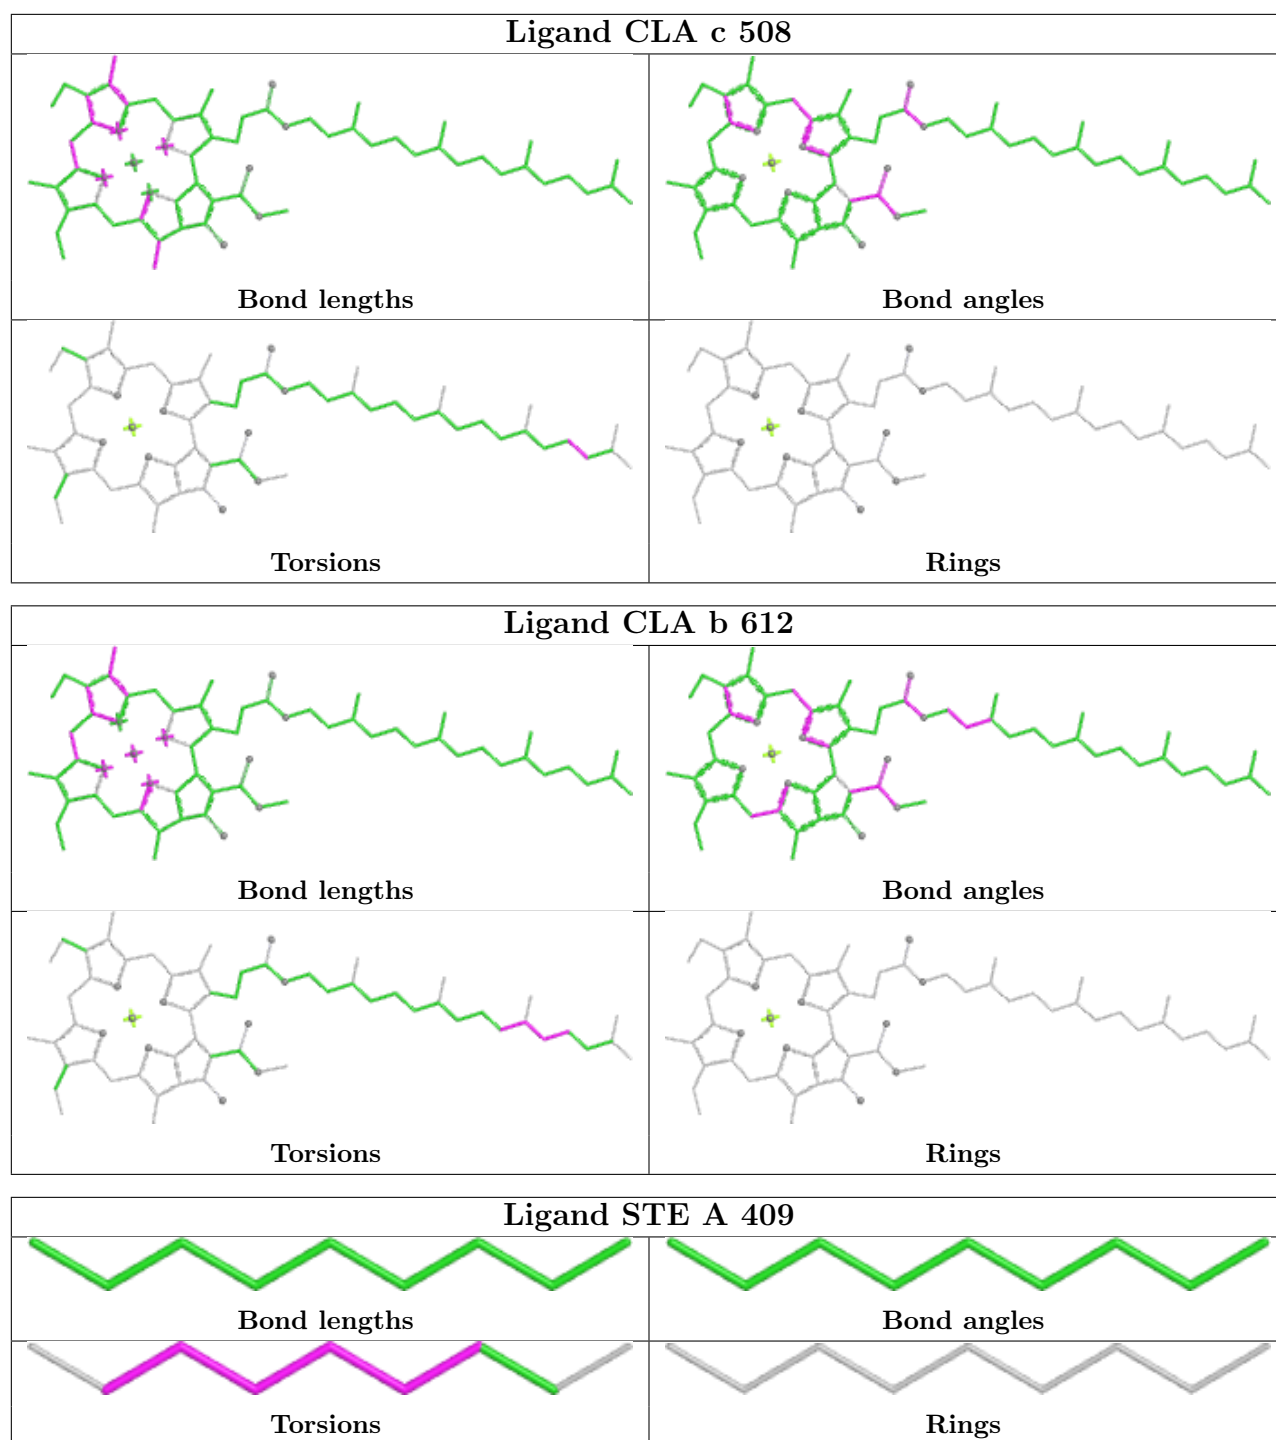 Ligand CLA c 508
Bond lengths
Bond angles
Torsions
Rings
Ligand CLA b 612
Bond lengths
Bond angles
Torsions
Rings
Ligand STE A 409
Bond lengths
Bond angles
Torsions
Rings